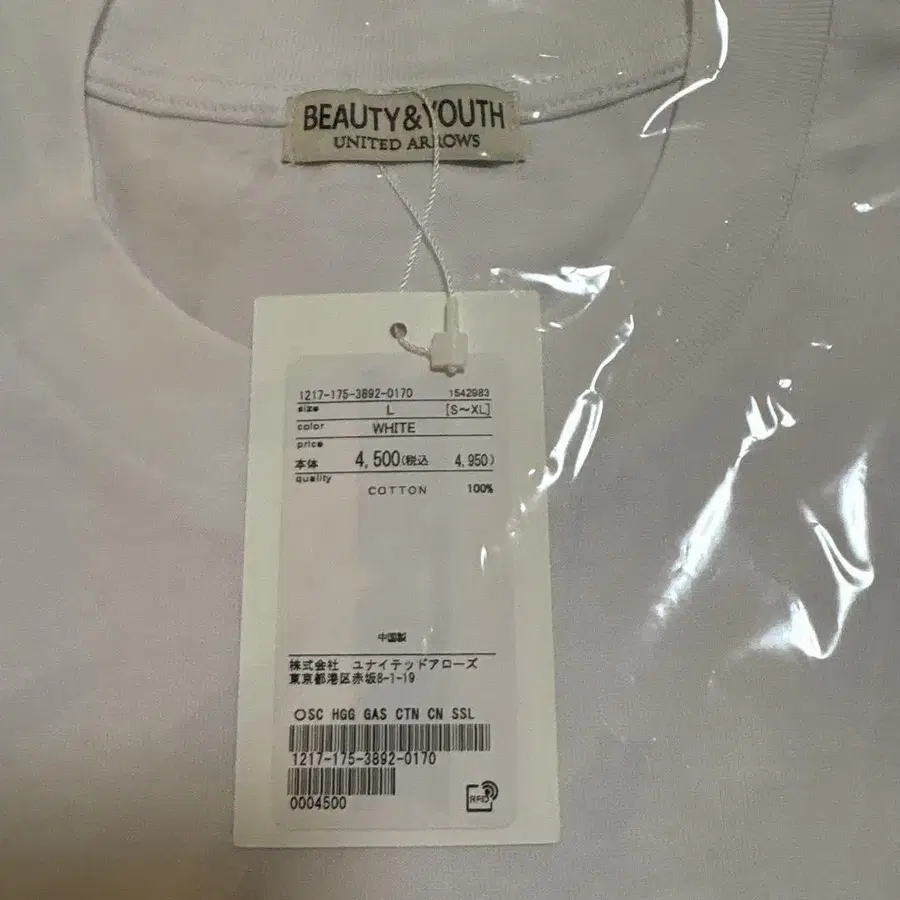 BEAUTY&YOUTH
UNITED ARROWS
1217-175-3892-0170 1542983
size L [S~XL]
color WHITE
price
本体 4,500(税込 4,950)
quality
COTTON 100%
中国製
株式会社 ユナイテッドアローズ
東京都港区赤坂8-1-19
OSC HGG GAS CTN CN SSL
1217-175-3892-0170
0004500
RFID